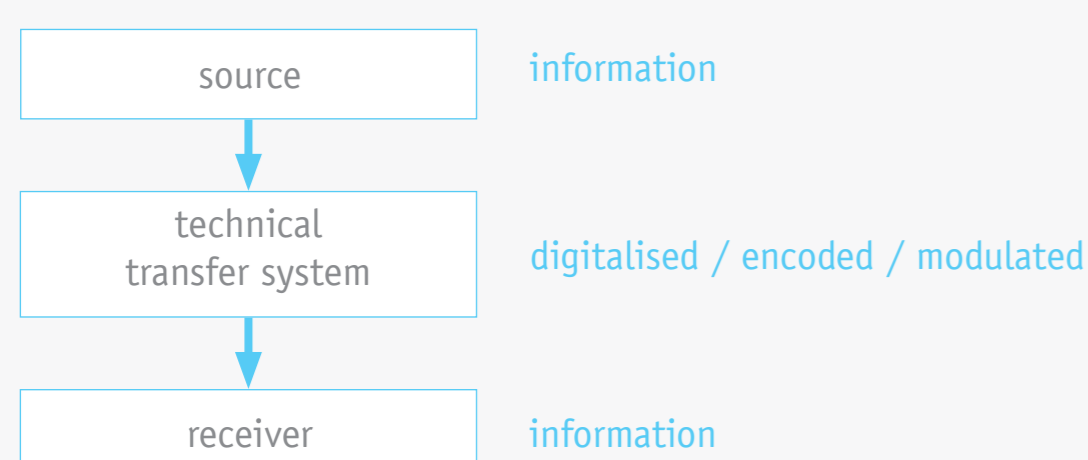 source
information
technical
transfer system
digitalised / encoded / modulated
receiver
information